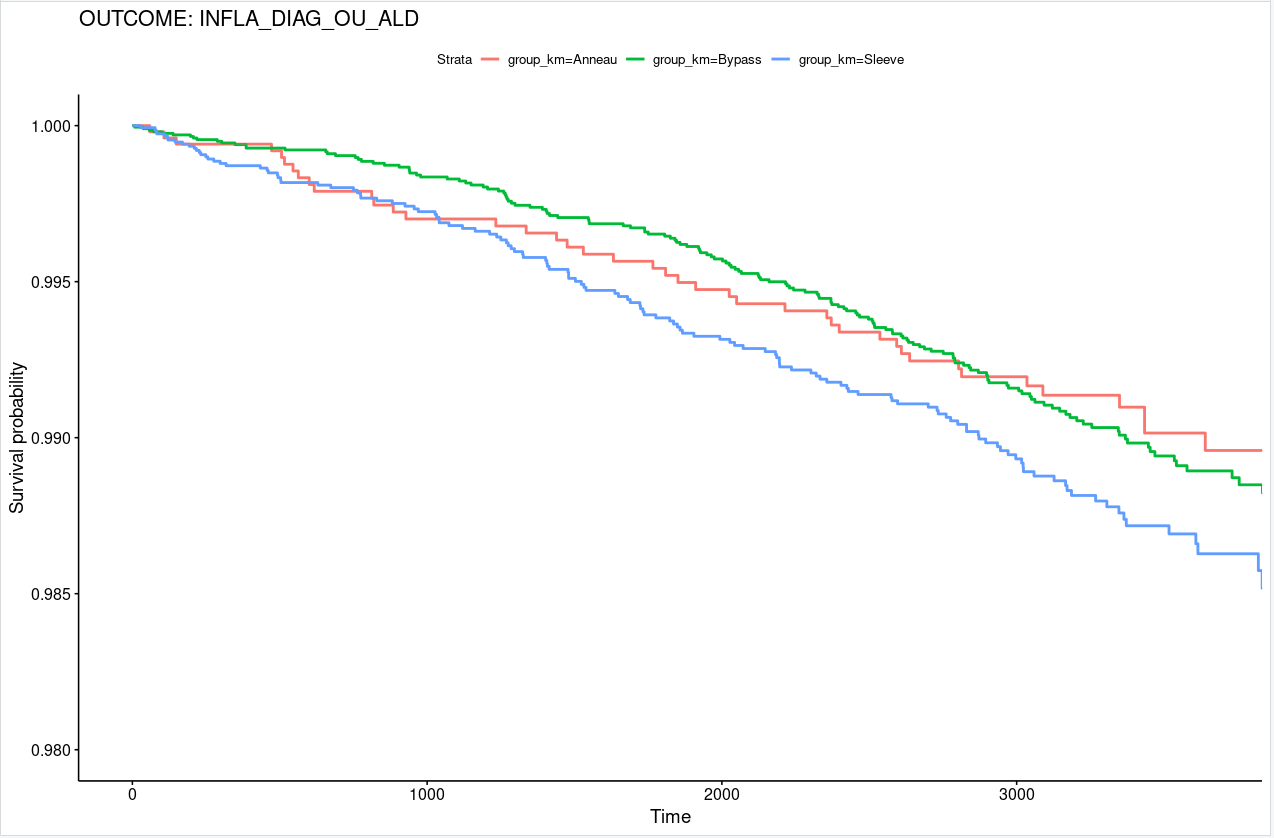 OUTCOME: INFLA_DIAG_OU_ALD
Strata group_km=Anneau group_km=Bypass group_km=Sleeve
1.000
0.995
0.990
0.985
0.980
Survival probability
0 1000 2000 3000
Time